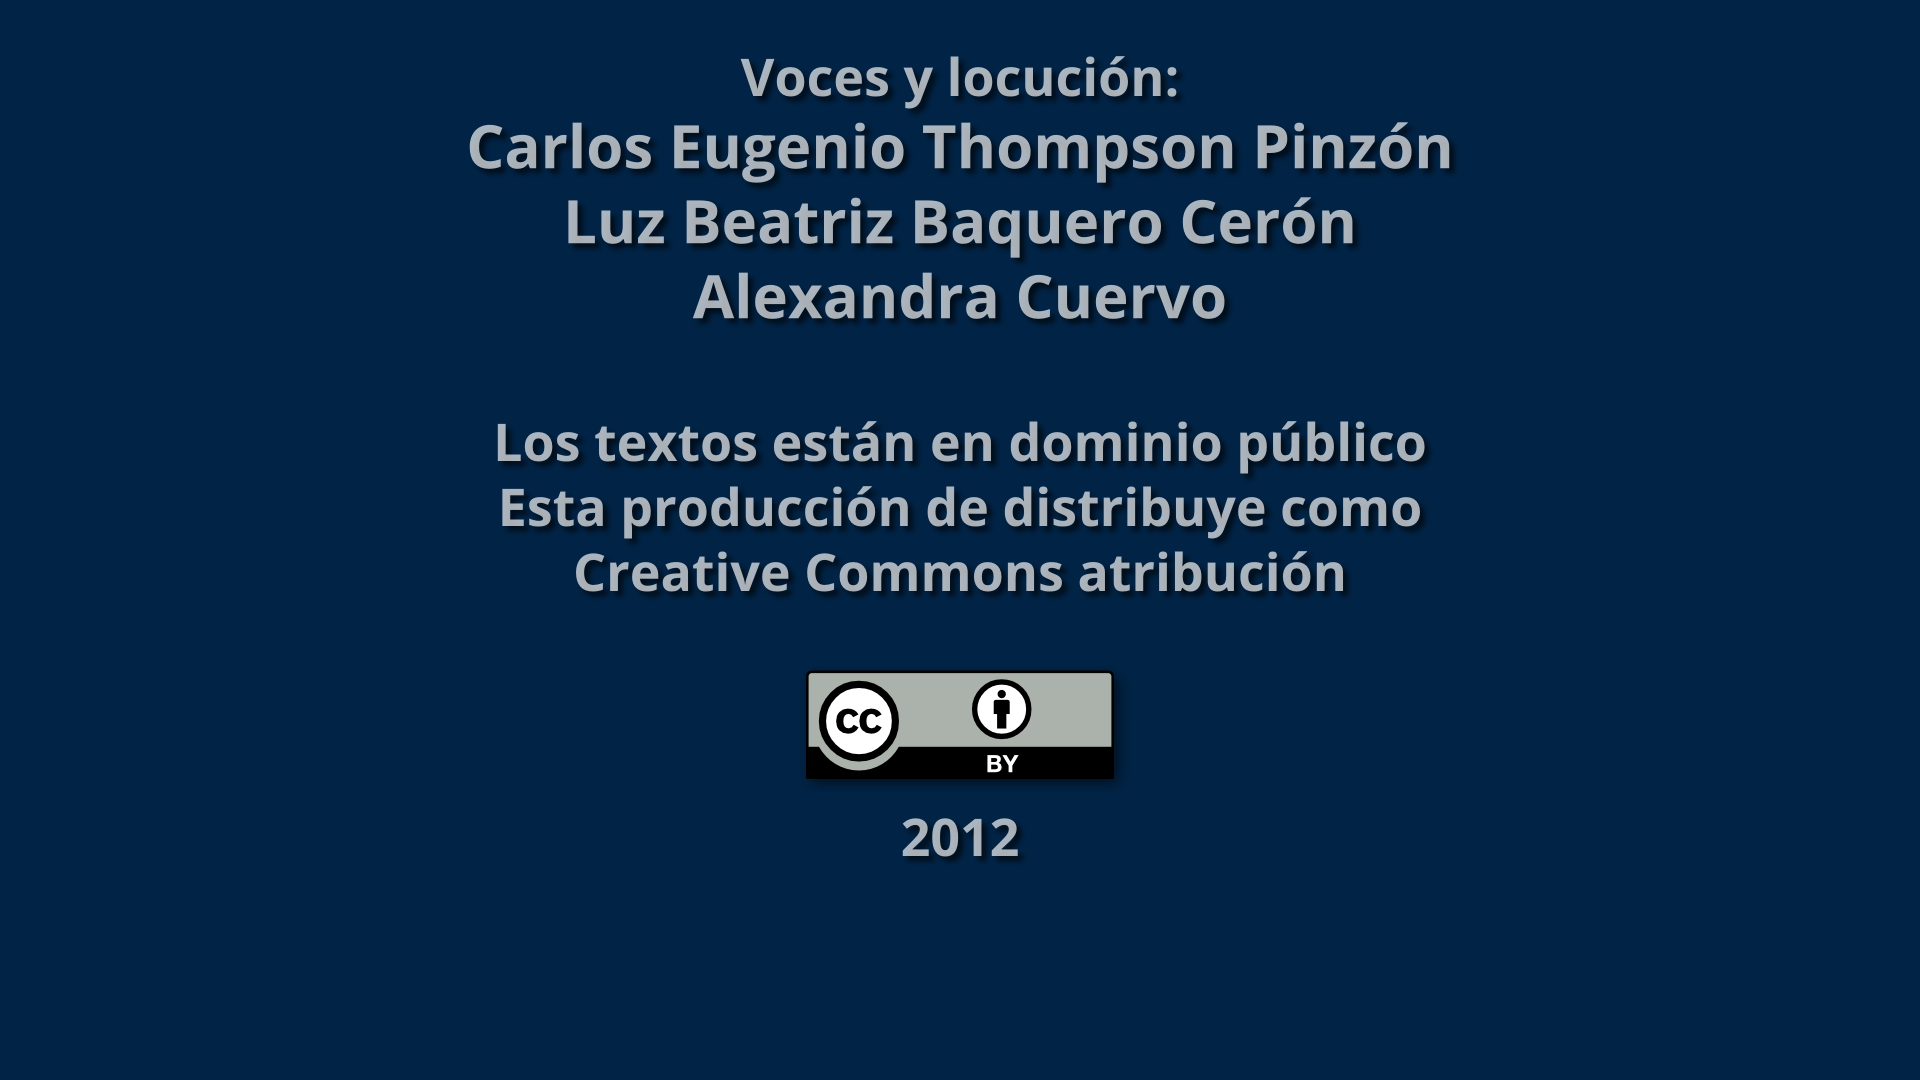 Voces y locución:
Carlos Eugenio Thompson Pinzón
Luz Beatriz Baquero Cerón
Alexandra Cuervo
Los textos están en dominio público
Esta producción de distribuye como
Creative Commons atribución
CC
BY
2012